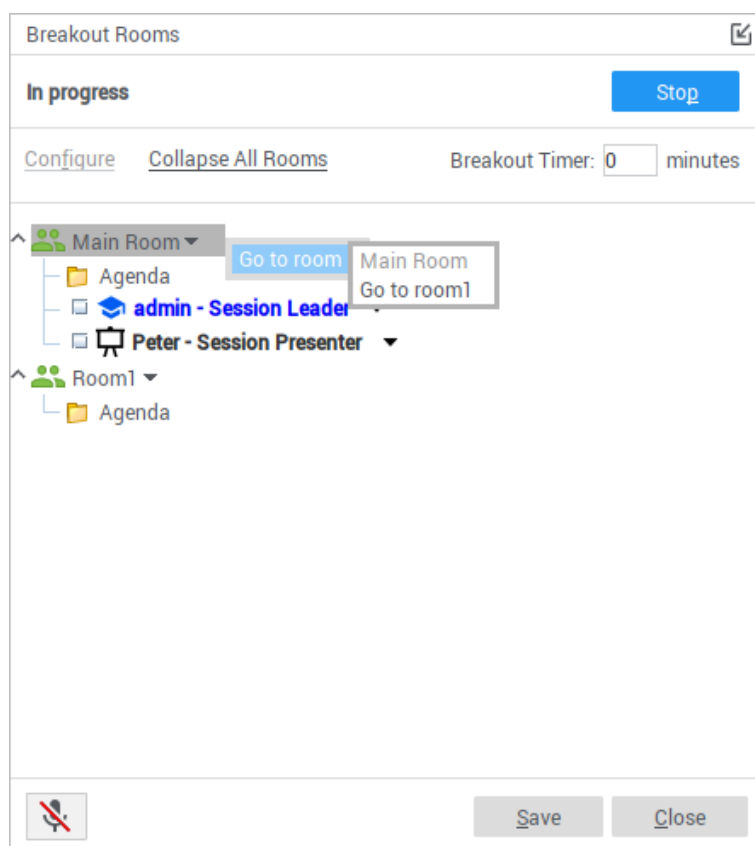 Breakout Rooms
In progress
Stop
Configure Collapse All Rooms Breakout Timer: 0 minutes
Main Room
Go to room
Main Room
Go to room1
Agenda
admin - Session Leader
Peter - Session Presenter
Room1
Agenda
Save Close